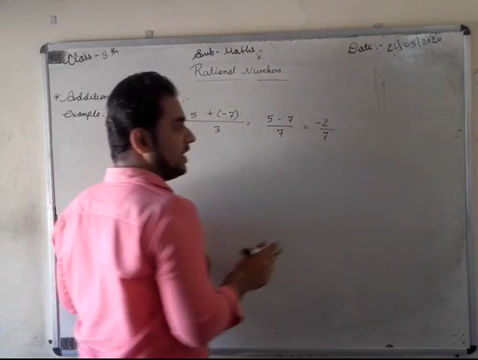 Class - 8th Sub - Maths Date :- 21/05/2020
Rational Numbers
* Addition :-
Example: 5 + (-7) / 3 = 5 - 7 / 7 = -2 / 7